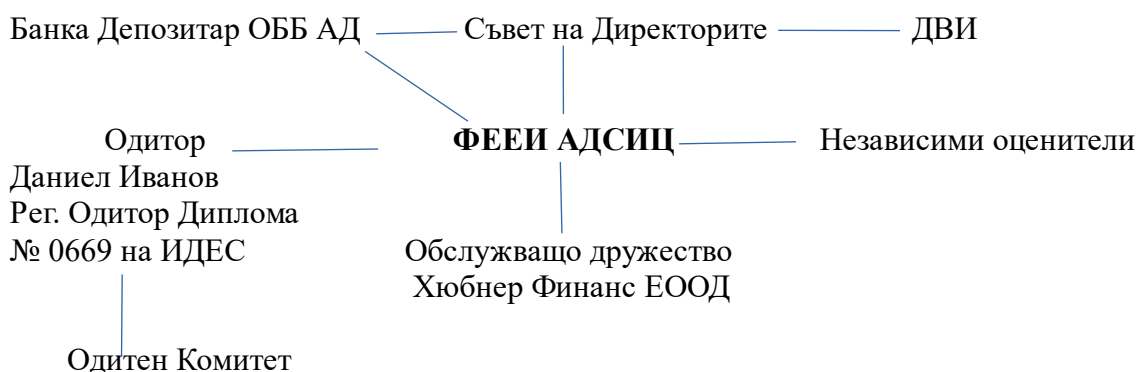 Банка Депозитар ОББ АД Съвет на Директорите ДВИ
Одитор ФЕЕИ АДСИЦ Независими оценители
Даниел Иванов
Рег. Одитор Диплома
№ 0669 на ИДЕС Обслужващо дружество
Хюбнер Финанс ЕООД
Одитен Комитет